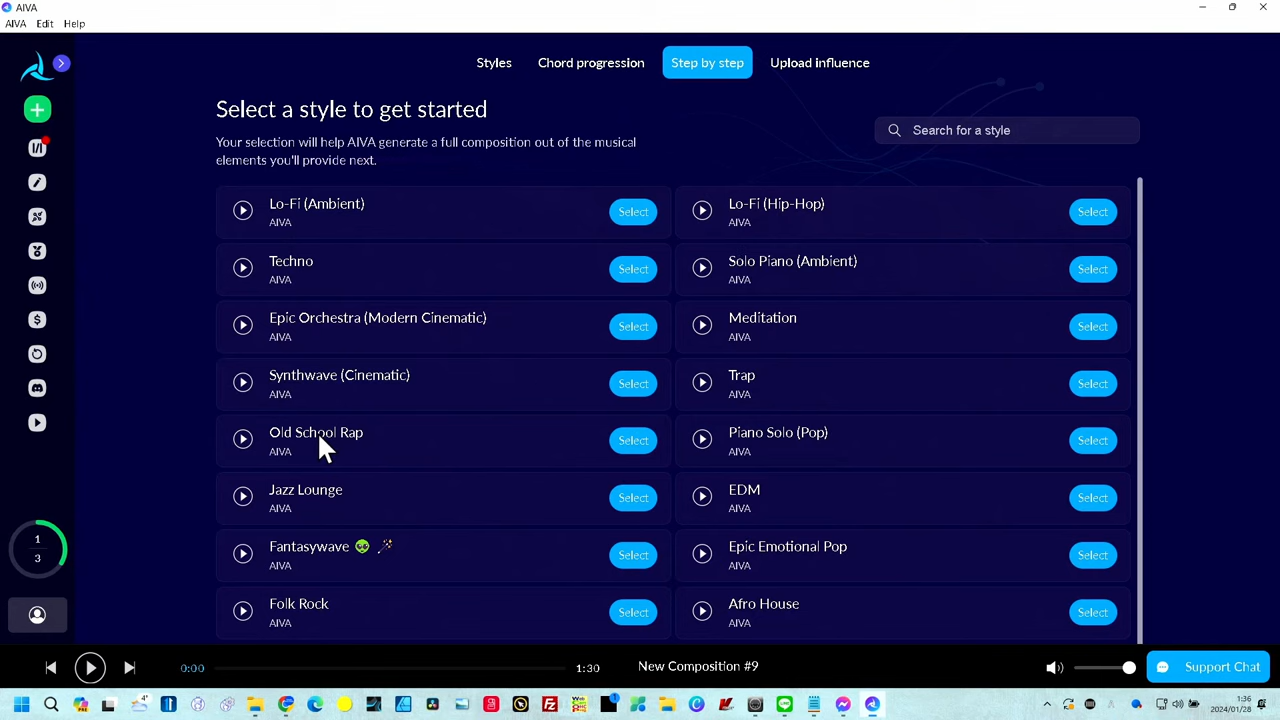 AIVA
AIVA Edit Help
Styles Chord progression Step by step Upload influence
Select a style to get started
Your selection will help AIVA generate a full composition out of the musical
elements you'll provide next.
Search for a style
Lo-Fi (Ambient)
AIVA
Select
Lo-Fi (Hip-Hop)
AIVA
Select
Techno
AIVA
Select
Solo Piano (Ambient)
AIVA
Select
Epic Orchestra (Modern Cinematic)
AIVA
Select
Meditation
AIVA
Select
Synthwave (Cinematic)
AIVA
Select
Trap
AIVA
Select
Old School Rap
AIVA
Select
Piano Solo (Pop)
AIVA
Select
Jazz Lounge
AIVA
Select
EDM
AIVA
Select
Fantasywave
AIVA
Select
Epic Emotional Pop
AIVA
Select
Folk Rock
AIVA
Select
Afro House
AIVA
Select
1
3
0:00
1:30
New Composition #9
Support Chat
4°
1:36
2024/01/28